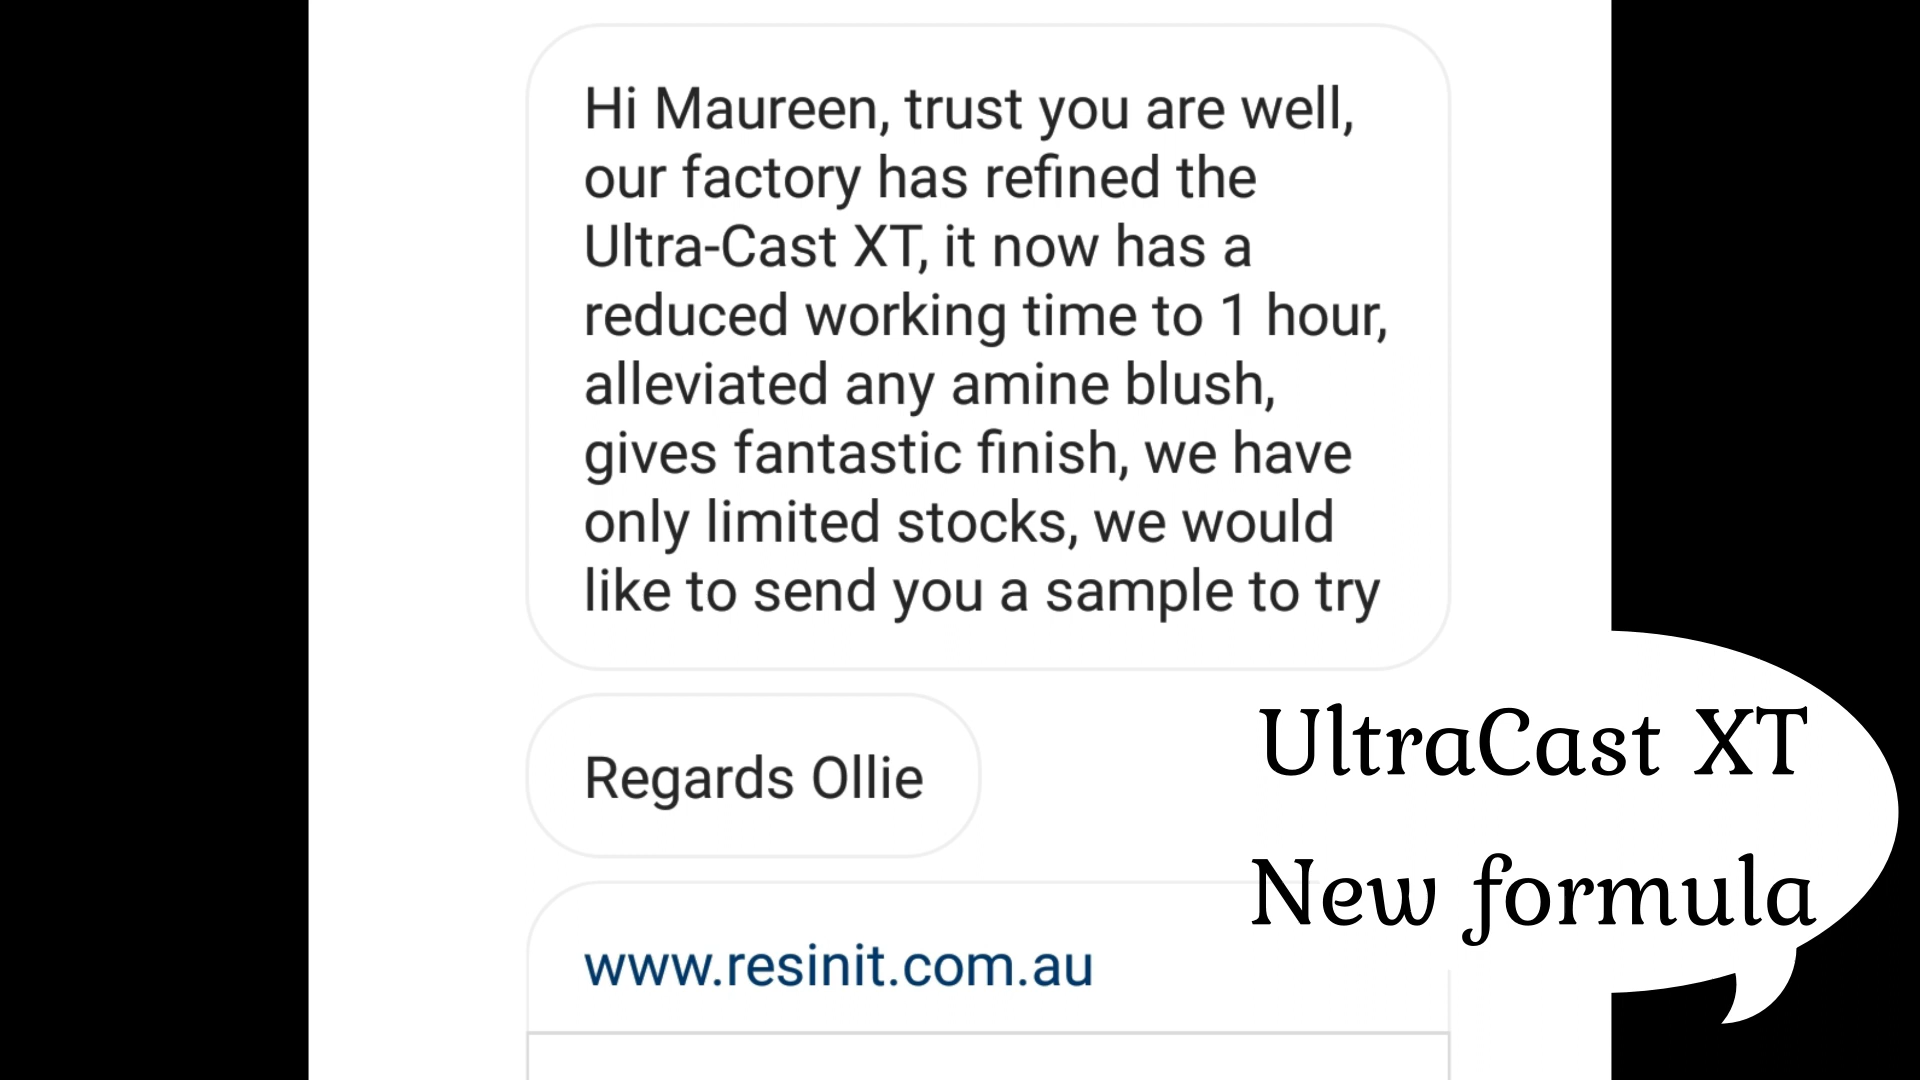 Hi Maureen, trust you are well,
our factory has refined the
Ultra-Cast XT, it now has a
reduced working time to 1 hour,
alleviated any amine blush,
gives fantastic finish, we have
only limited stocks, we would
like to send you a sample to try
Regards Ollie
www.resinit.com.au
UltraCast XT
New formula